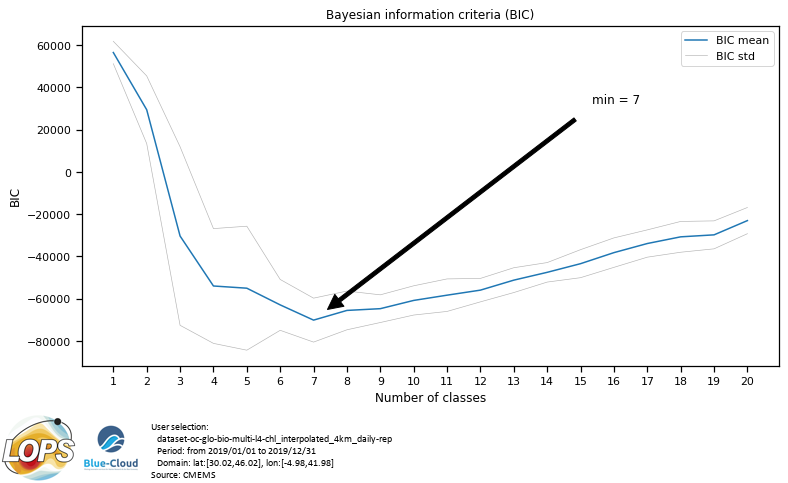 Bayesian information criteria (BIC)
BIC mean
BIC std
min = 7
BIC
60000
40000
20000
0
−20000
−40000
−60000
−80000
1 2 3 4 5 6 7 8 9 10 11 12 13 14 15 16 17 18 19 20
Number of classes
LOPS
Blue-Cloud
User selection:
dataset-oc-glo-bio-multi-l4-chl_interpolated_4km_daily-rep
Period: from 2019/01/01 to 2019/12/31
Domain: lat:[30.02,46.02], lon:[-4.98,41.98]
Source: CMEMS